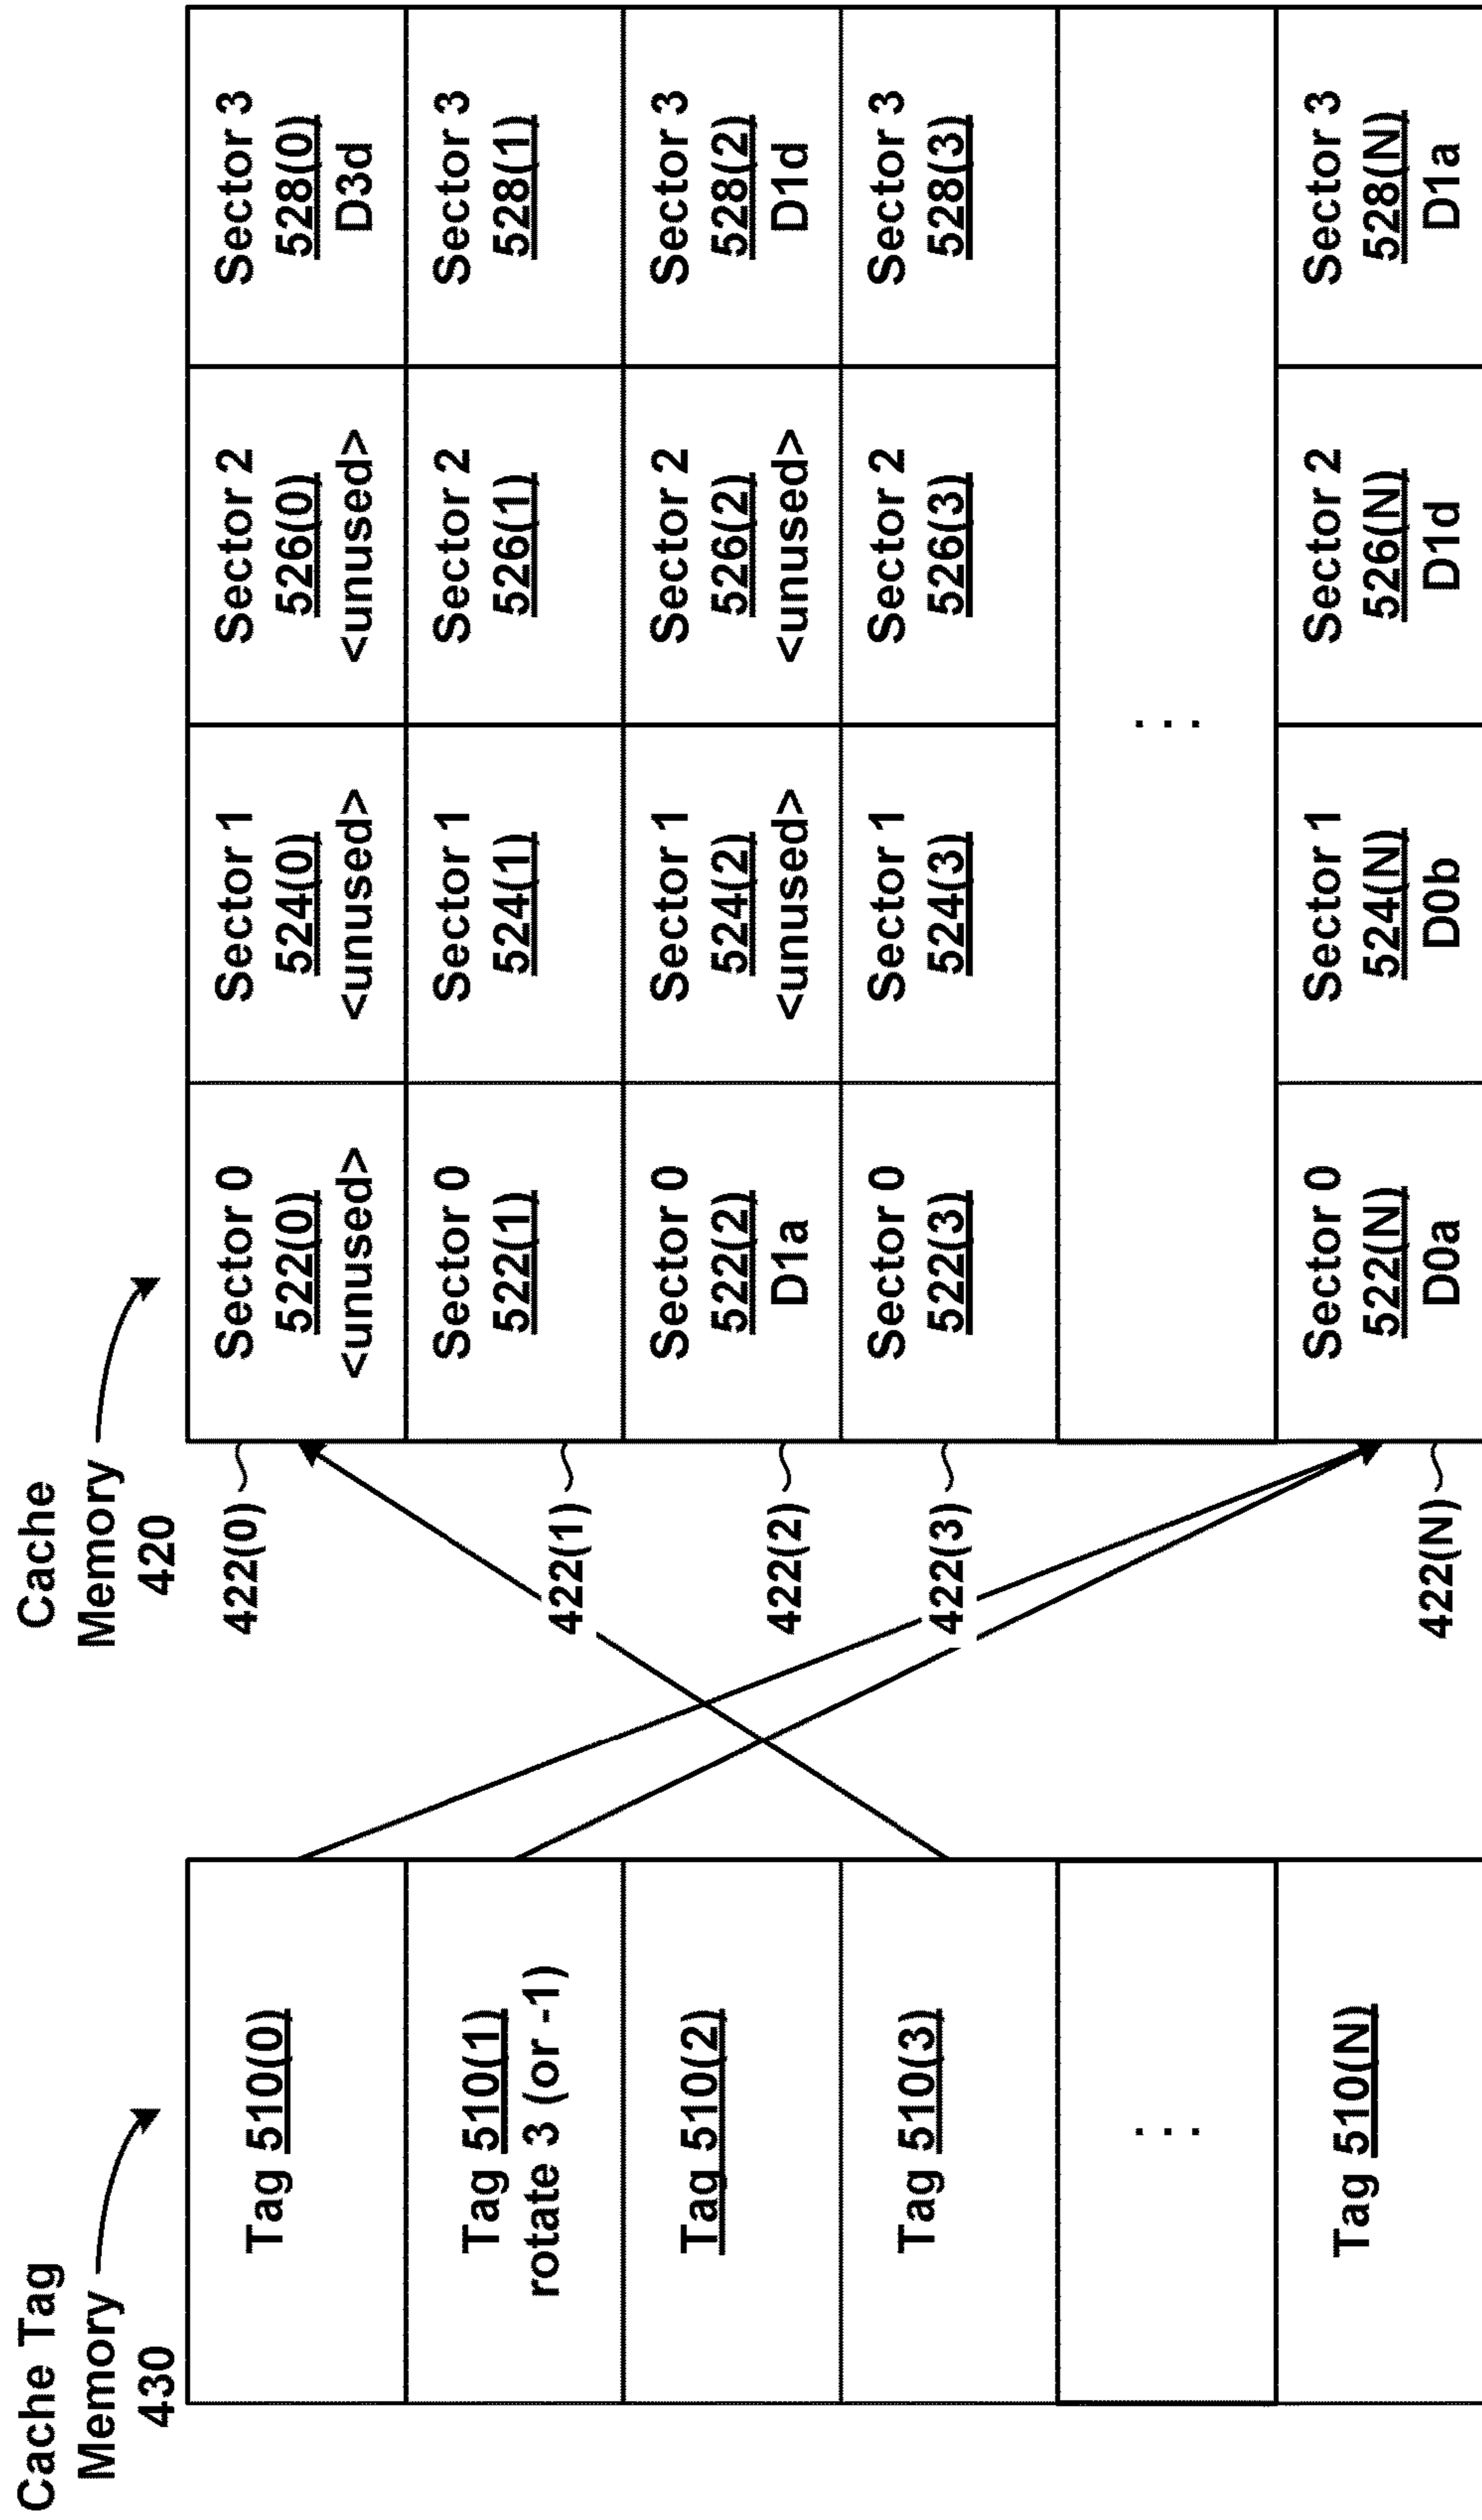 Cache Tag
Memory
430
Cache
Memory
420
Tag 510(0)
Tag 510(1)
rotate 3 (or -1)
Tag 510(2)
Tag 510(3)
...
Tag 510(N)
422(0)
422(1)
422(2)
422(3)
422(N)
Sector 0
522(0)
<unused>
Sector 1
524(0)
<unused>
Sector 2
526(0)
<unused>
Sector 3
528(0)
D3d
Sector 0
522(1)
Sector 1
524(1)
Sector 2
526(1)
Sector 3
528(1)
Sector 0
522(2)
D1a
Sector 1
524(2)
<unused>
Sector 2
526(2)
<unused>
Sector 3
528(2)
D1d
Sector 0
522(3)
Sector 1
524(3)
Sector 2
526(3)
Sector 3
528(3)
...
Sector 0
522(N)
D0a
Sector 1
524(N)
D0b
Sector 2
526(N)
D1d
Sector 3
528(N)
D1a